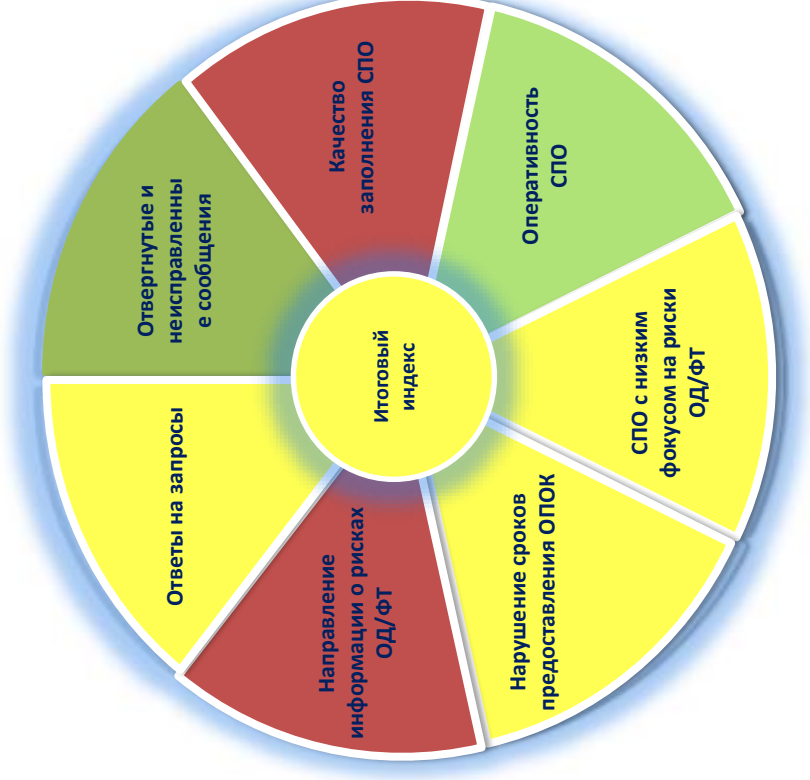 Ответы на запросы
Отвергнутые и
неисправленны
е сообщения
Направление
информации о рисках
ОД/ФТ
Качество
заполнения СПО
Итоговый
индекс
Нарушение сроков
предоставления ОПОК
Оперативность
СПО
СПО с низким
фокусом на риски
ОД/ФТ